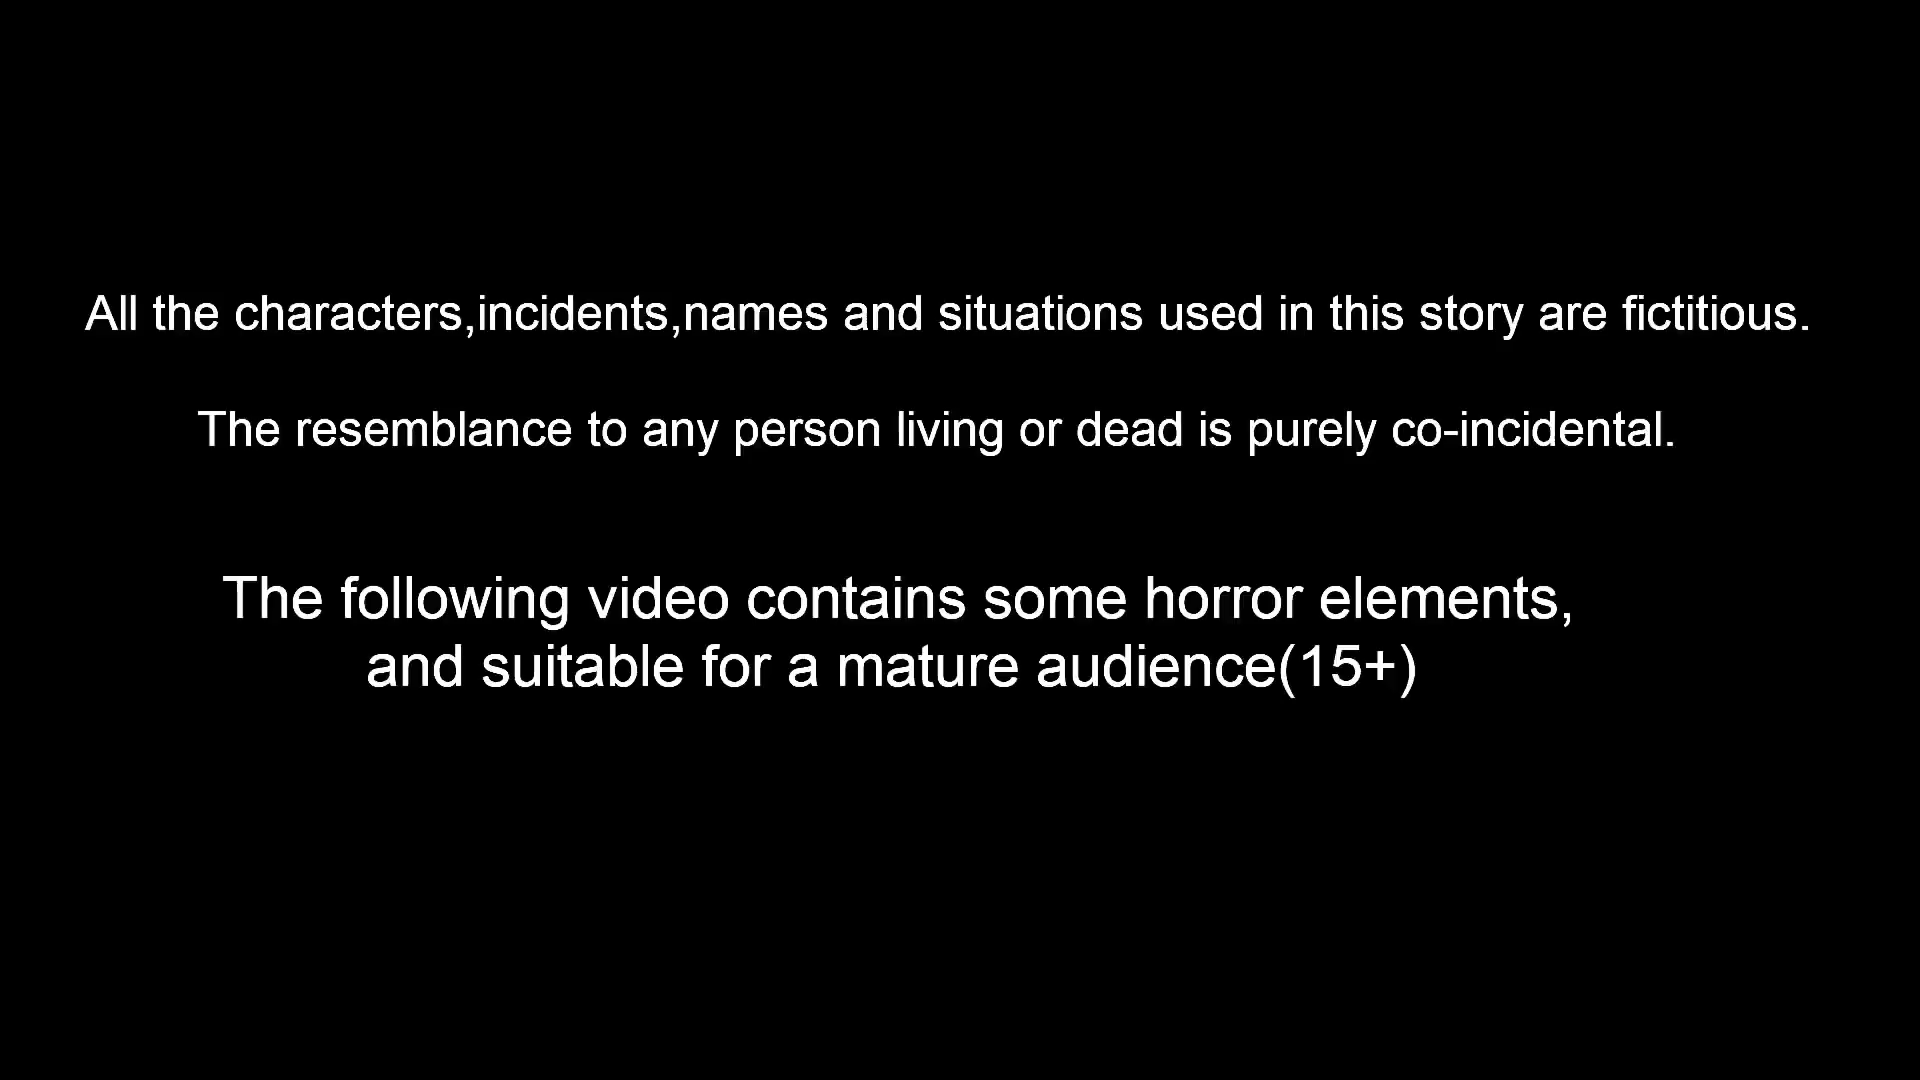 All the characters,incidents,names and situations used in this story are fictitious.
The resemblance to any person living or dead is purely co-incidental.
The following video contains some horror elements,
and suitable for a mature audience(15+)